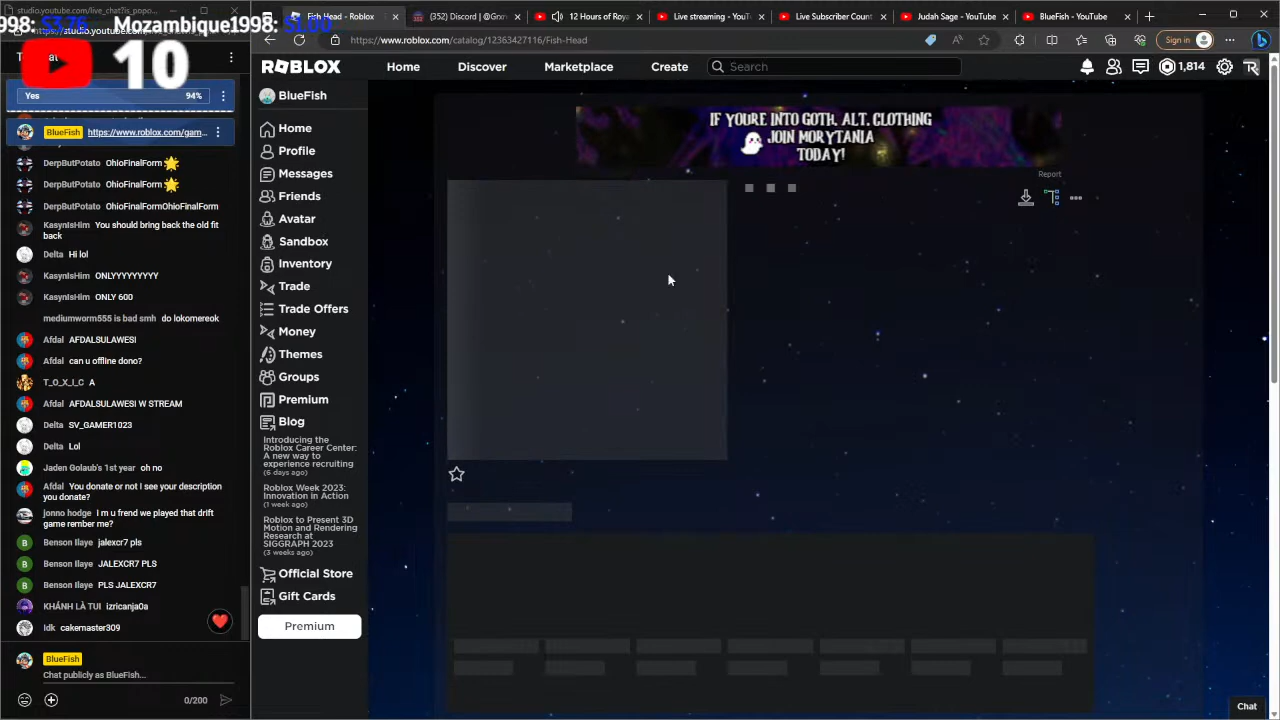 998: $3.76 Mozambique1998: $1.00
10
studio.youtube.com/live_chat?is_popo...
Yes 94%
BlueFish https://www.roblox.com/gam...
DerpButPotato OhioFinalForm
DerpButPotato OhioFinalForm
DerpButPotato OhioFinalFormOhioFinalForm
KasynIsHim You should bring back the old fit
back
Delta Hi lol
KasynIsHim ONLYYYYYYYYY
KasynIsHim ONLY 600
mediumworm555 is bad smh do lokomereok
Afdal AFDALSULAWESI
Afdal can u offline dono?
T_O_X_I_C A
Afdal AFDALSULAWESI W STREAM
Delta SV_GAMER1023
Delta Lol
Jaden Golaub's 1st year oh no
Afdal You donate or not I see your description
you donate?
jonno hodge I m u frend we played that drift
game rember me?
Benson Ilaye jalexcr7 pls
Benson Ilaye JALEXCR7 PLS
Benson Ilaye PLS JALEXCR7
KHÁNH LÀ TUI izricanja0a
Idk cakemaster309
BlueFish
Chat publicly as BlueFish...
0/200
Fish Head - Roblox
(352) Discord
12 Hours of Roya
Live streaming - YouT
Live Subscriber Count
Judah Sage - YouTube
BlueFish - YouTube
https://www.roblox.com/catalog/12363427116/Fish-Head
Sign in
ROBLOX
Home
Discover
Marketplace
Create
Search
1,814
BlueFish
Home
Profile
Messages
Friends
Avatar
Sandbox
Inventory
Trade
Trade Offers
Money
Themes
Groups
Premium
Blog
Introducing the
Roblox Career Center:
A new way to
experience recruiting
(6 days ago)
Roblox Week 2023:
Innovation in Action
(1 week ago)
Roblox to Present 3D
Motion and Rendering
Research at
SIGGRAPH 2023
(3 weeks ago)
Official Store
Gift Cards
Premium
IF YOURE INTO GOTH, ALT, CLOTHING
JOIN MORYTANIA
TODAY!
Report
Chat